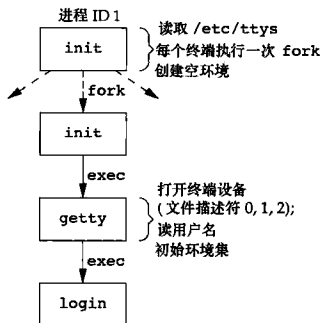 进程 ID 1
init
读取 /etc/ttys
每个终端执行一次 fork
创建空环境
fork
init
exec
getty
打开终端设备
(文件描述符 0, 1, 2);
读用户名
初始环境集
exec
login